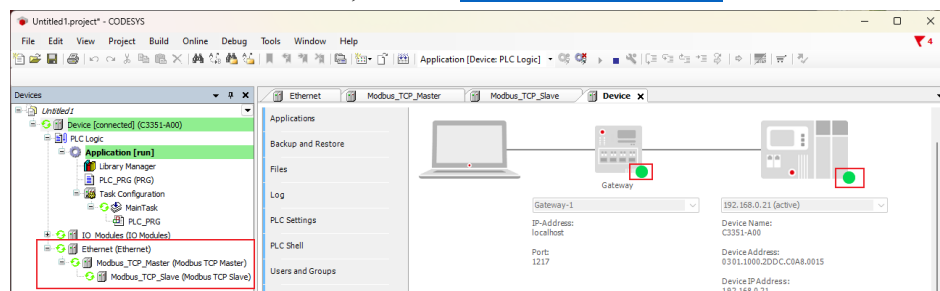 Untitled1.project* - CODESYS
File Edit View Project Build Online Debug Tools Window Help
Application [Device: PLC Logic]
4
Devices
Untitled1
Device [connected] (C3351-A00)
PLC Logic
Application [run]
Library Manager
PLC_PRG (PRG)
Task Configuration
MainTask
PLC_PRG
IO_Modules (IO Modules)
Ethernet (Ethernet)
Modbus_TCP_Master (Modbus TCP Master)
Modbus_TCP_Slave (Modbus TCP Slave)
Ethernet Modbus_TCP_Master Modbus_TCP_Slave Device
Applications
Backup and Restore
Files
Log
PLC Settings
PLC Shell
Users and Groups
Gateway
Gateway-1
IP-Address:
localhost
Port:
1217
192.168.0.21 (active)
Device Name:
C3351-A00
Device Address:
0301.1000.2DDC.C0A8.0015
Device IP Address:
192.168.0.21